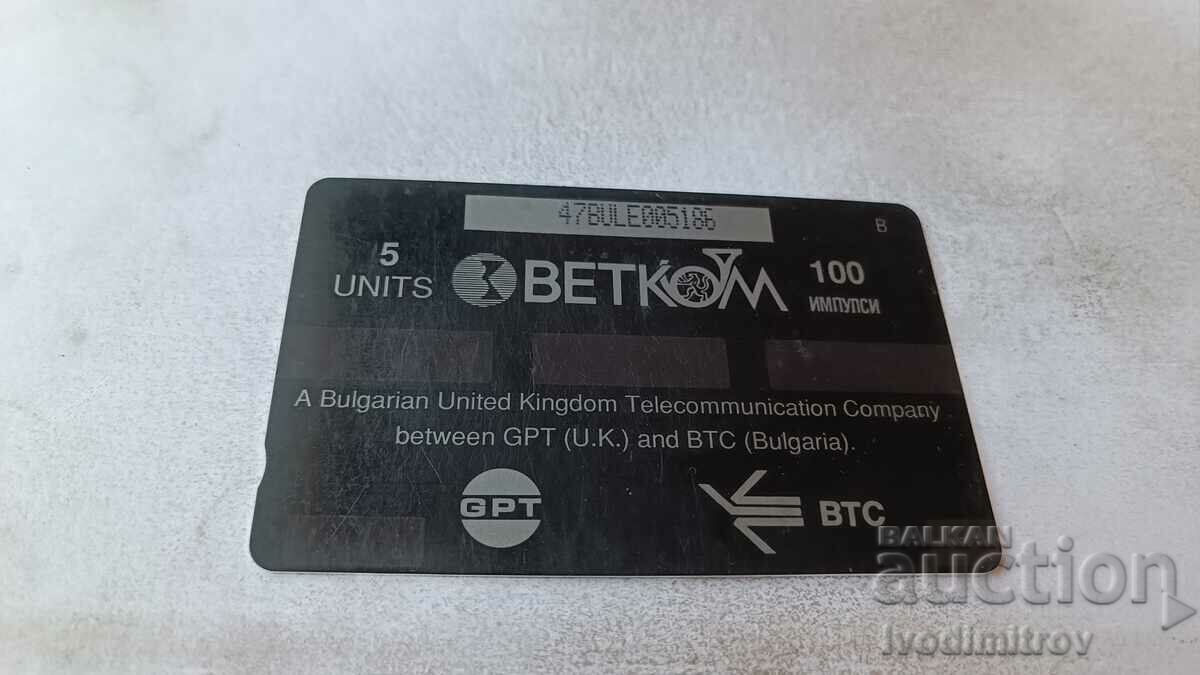 47BULE005186
B
5
UNITS
BETKOM
100
ИМПУЛСИ
A Bulgarian United Kingdom Telecommunication Company
between GPT (U.K.) and BTC (Bulgaria).
GPT
BTC
BALKAN
auction
ivodimitrov